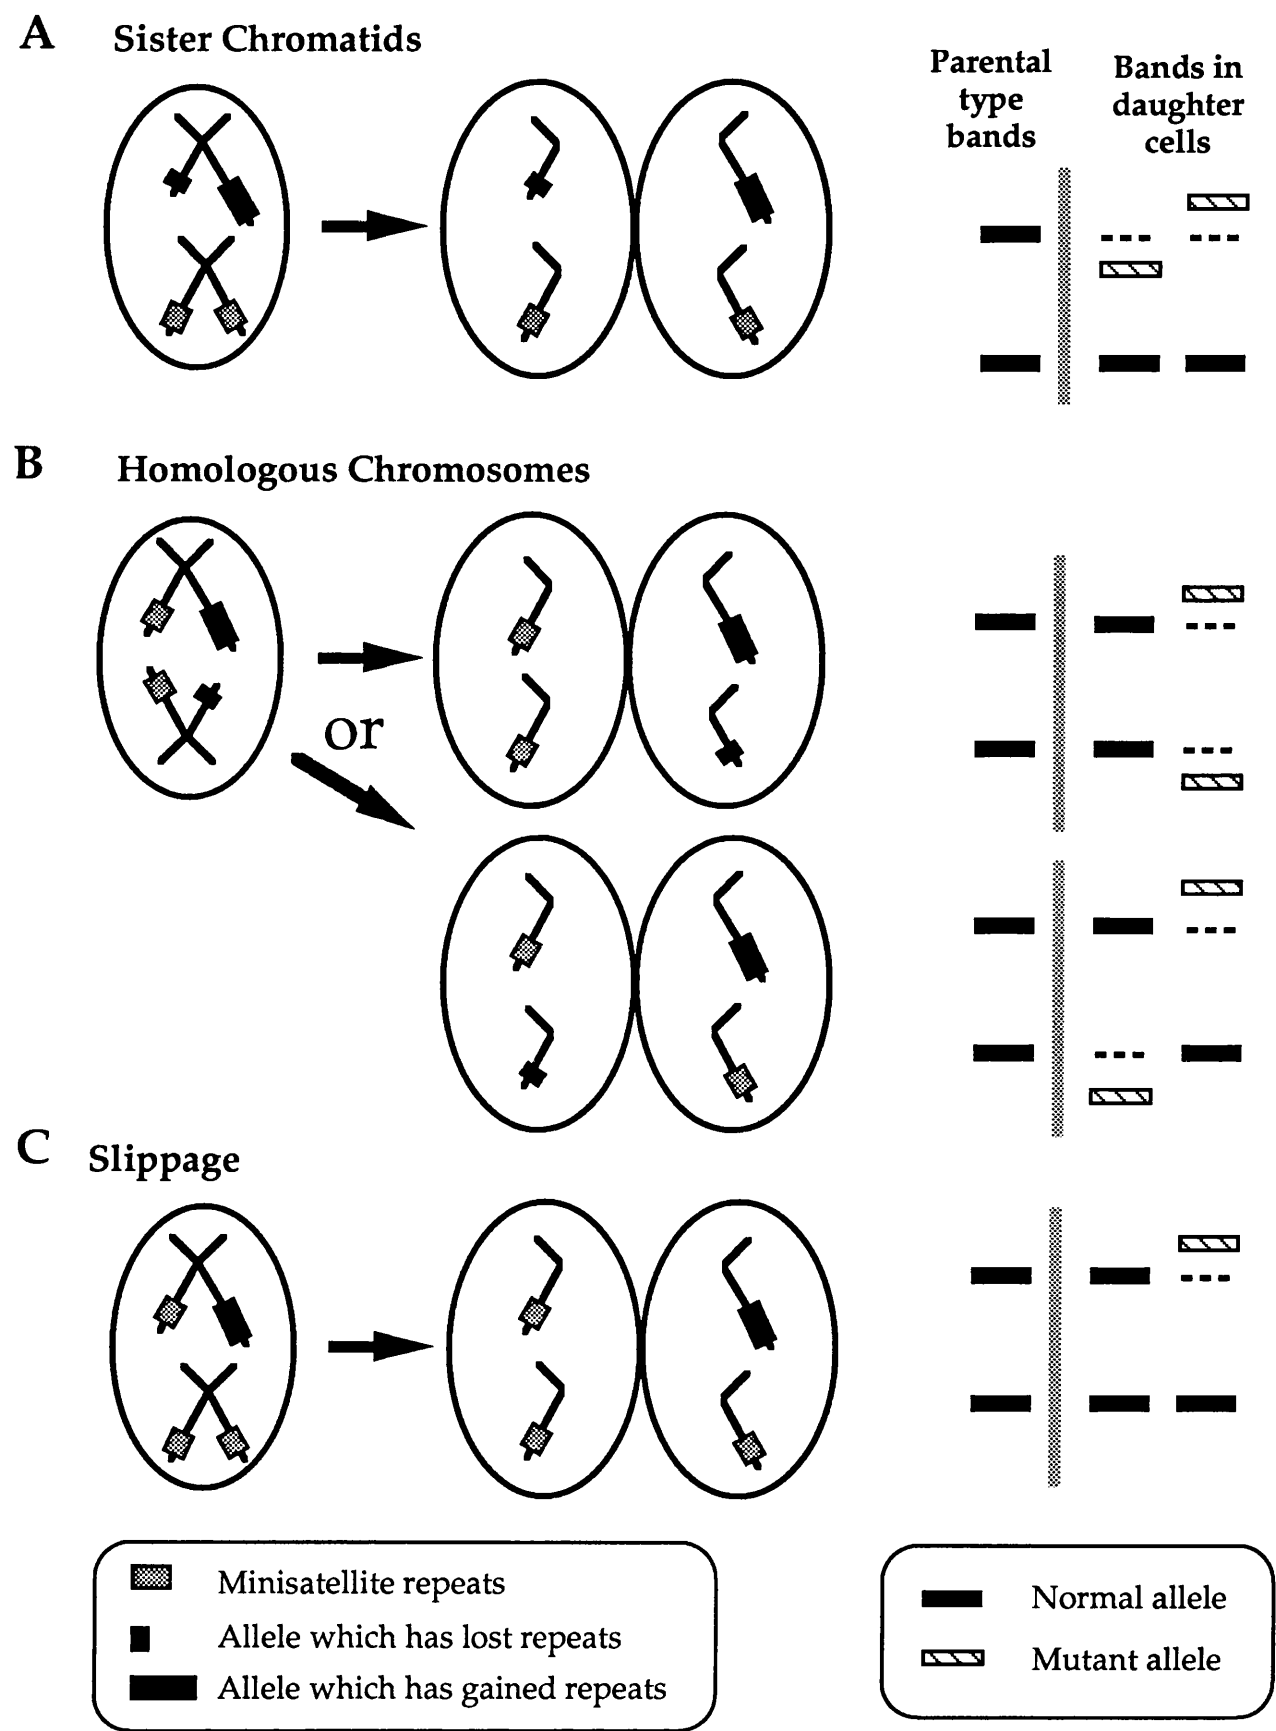 A Sister Chromatids
Parental
type
bands
Bands in
daughter
cells
B Homologous Chromosomes
or
C Slippage
Minisatellite repeats
Allele which has lost repeats
Allele which has gained repeats
Normal allele
Mutant allele